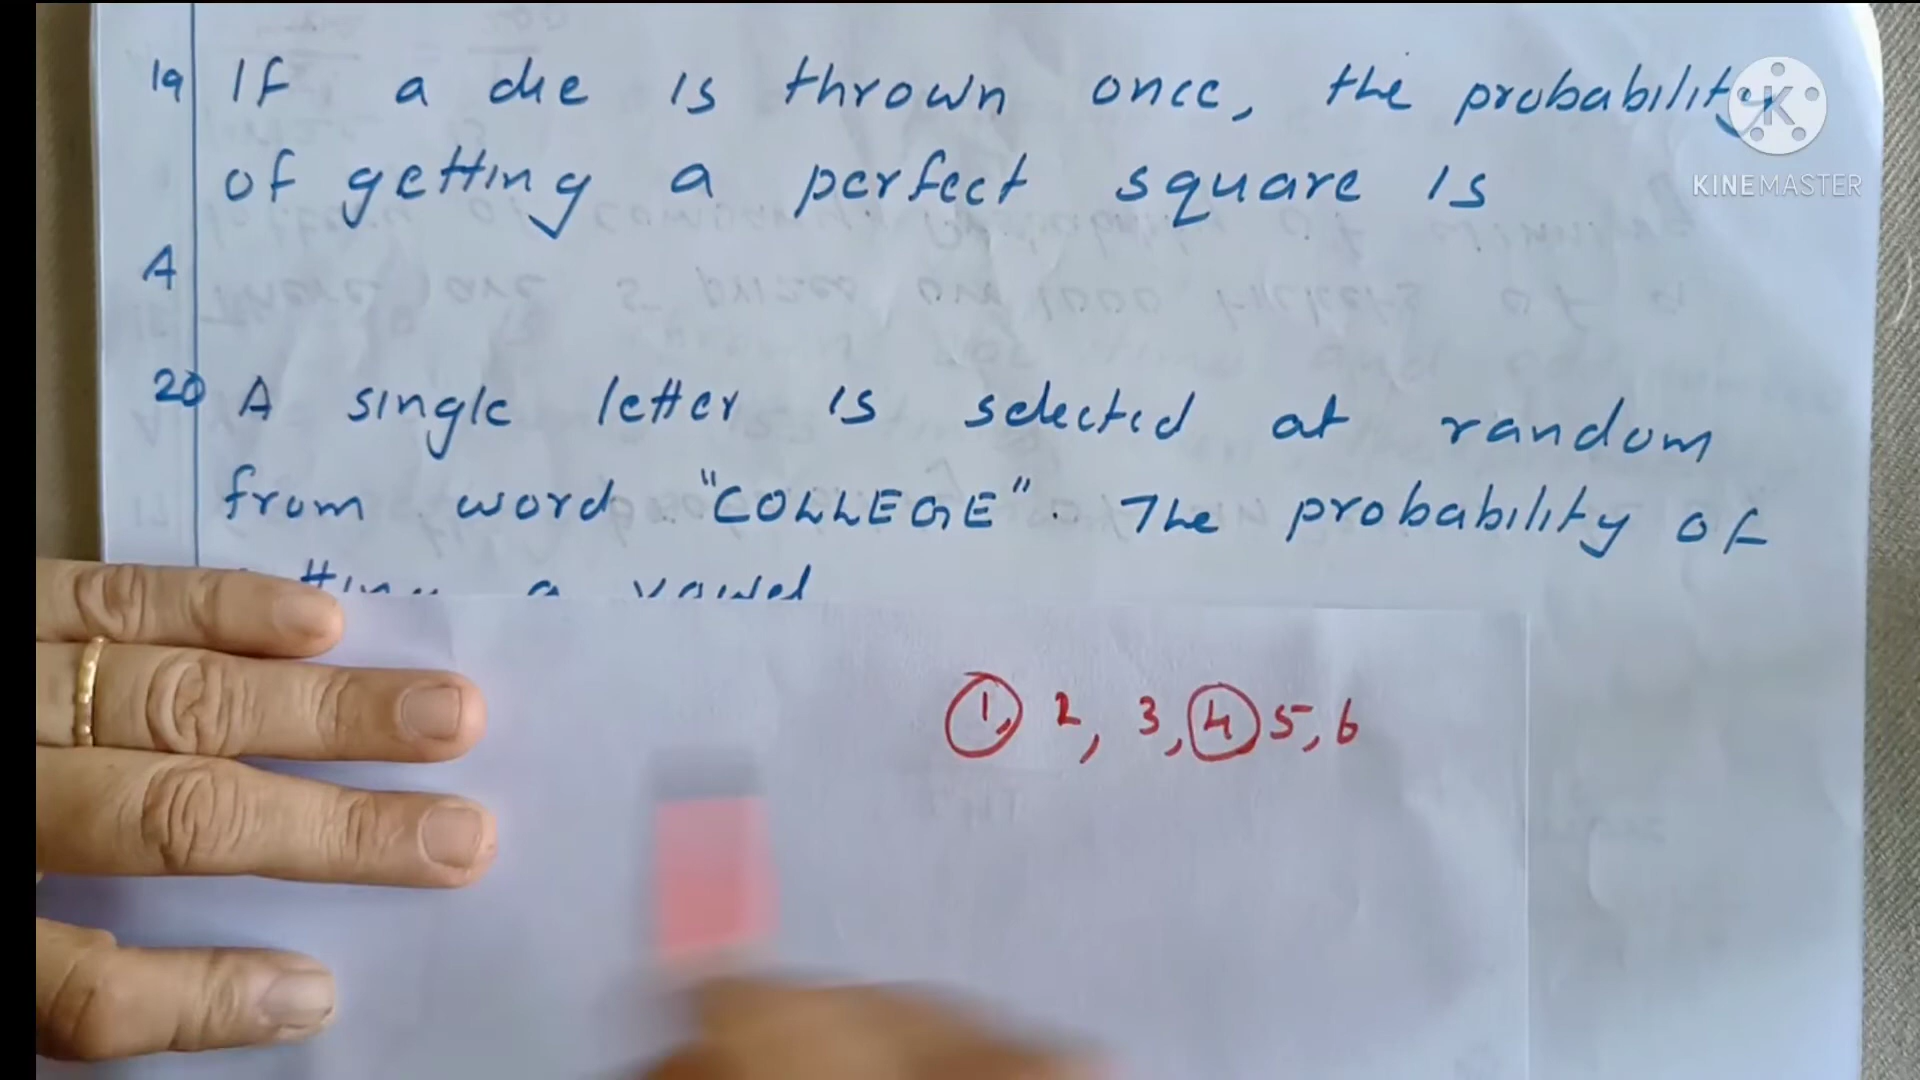 19 If a die is thrown once, the probability
of getting a perfect square is
A
20 A single letter is selected at random
from word "COLLEGE". The probability of
a vowel
1, 2, 3, 4 5, 6
KINEMASTER